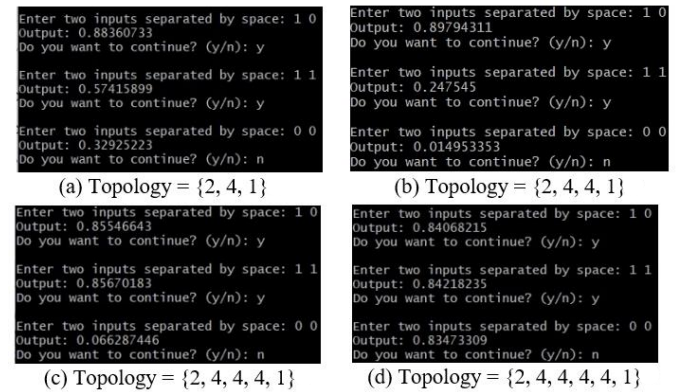 Enter two inputs separated by space: 1 0
Output: 0.88360733
Do you want to continue? (y/n): y
Enter two inputs separated by space: 1 1
Output: 0.57415899
Do you want to continue? (y/n): y
Enter two inputs separated by space: 0 0
Output: 0.32925223
Do you want to continue? (y/n): n
(a) Topology = {2, 4, 1}
Enter two inputs separated by space: 1 0
Output: 0.89794311
Do you want to continue? (y/n): y
Enter two inputs separated by space: 1 1
Output: 0.247545
Do you want to continue? (y/n): y
Enter two inputs separated by space: 0 0
Output: 0.014953353
Do you want to continue? (y/n): n
(b) Topology = {2, 4, 4, 1}
Enter two inputs separated by space: 1 0
Output: 0.85546643
Do you want to continue? (y/n): y
Enter two inputs separated by space: 1 1
Output: 0.85670183
Do you want to continue? (y/n): y
Enter two inputs separated by space: 0 0
Output: 0.066287446
Do you want to continue? (y/n): n
(c) Topology = {2, 4, 4, 4, 1}
Enter two inputs separated by space: 1 0
Output: 0.84068215
Do you want to continue? (y/n): y
Enter two inputs separated by space: 1 1
Output: 0.84218235
Do you want to continue? (y/n): y
Enter two inputs separated by space: 0 0
Output: 0.83473309
Do you want to continue? (y/n): n
(d) Topology = {2, 4, 4, 4, 4, 1}